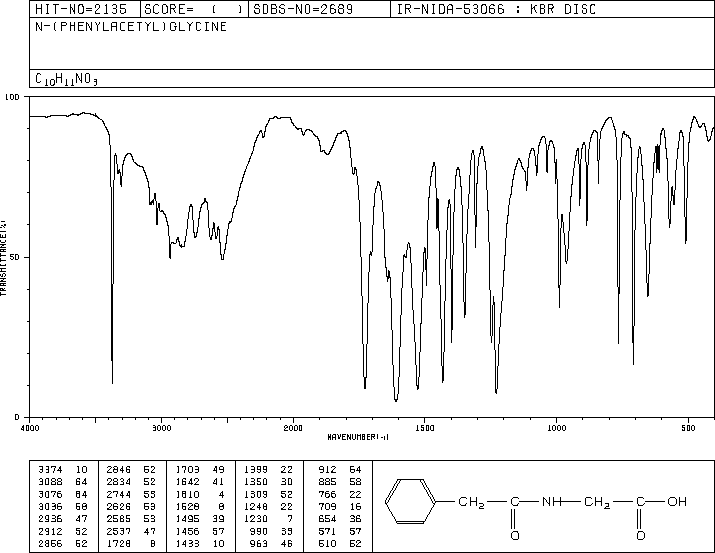 HIT-NO=2135 SCORE= ( ) SDBS-NO=2689 IR-NIDA-53066 : KBR DISC
N-(PHENYLACETYL)GLYCINE
C10H11NO3
100
50
0
TRANSMITTANCE(%)
4000 3000 2000 1500 1000 500
WAVENUMBER(-1)
3374 10 2846 52 1703 49 1399 22 912 64
3088 64 2834 52 1642 41 1350 30 885 58
3076 64 2744 55 1610 4 1309 52 766 22
3036 60 2626 53 1528 8 1248 22 709 16
2936 47 2585 53 1495 39 1230 7 654 36
2912 52 2537 47 1456 57 990 571 57
2866 52 1728 8 1433 10 963 46 510 52
CH2 C NH CH2 C OH
O O